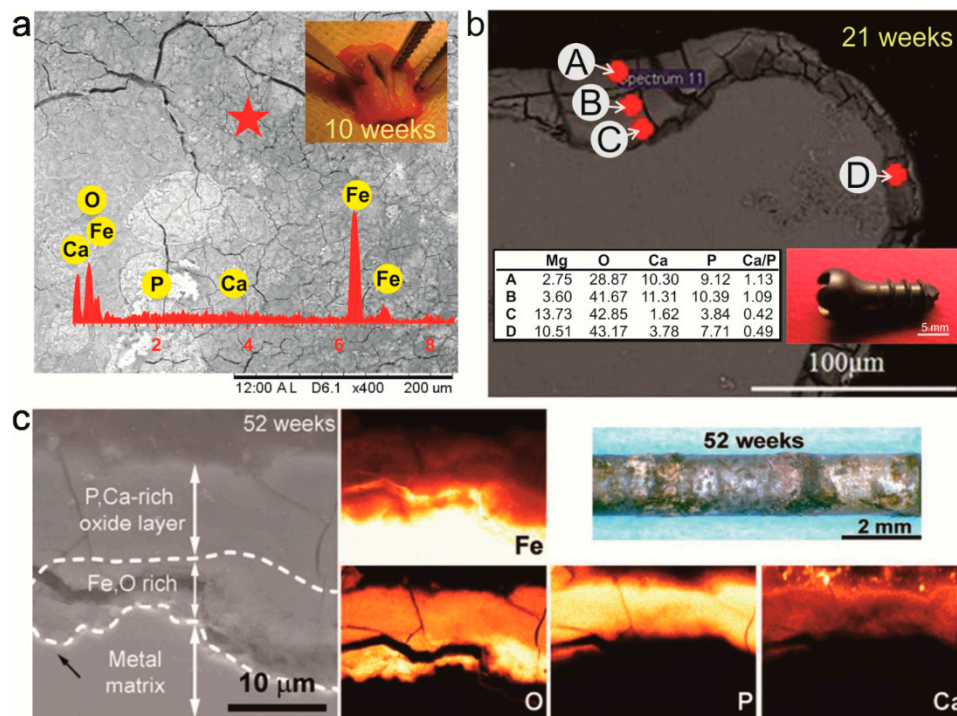 a
10 weeks
O
Fe
Ca
P
Ca
Fe
Fe
2 4 6 8
12:00 A L D6.1 x400 200 um
b
21 weeks
A
Spectrum 11
B
C
D
Mg O Ca P Ca/P
A 2.75 28.87 10.30 9.12 1.13
B 3.60 41.67 11.31 10.39 1.09
C 13.73 42.85 1.62 3.84 0.42
D 10.51 43.17 3.78 7.71 0.49
5 mm
100μm
c
52 weeks
P,Ca-rich
oxide layer
Fe,O rich
Metal
matrix
10 μm
Fe
52 weeks
2 mm
O
P
Ca